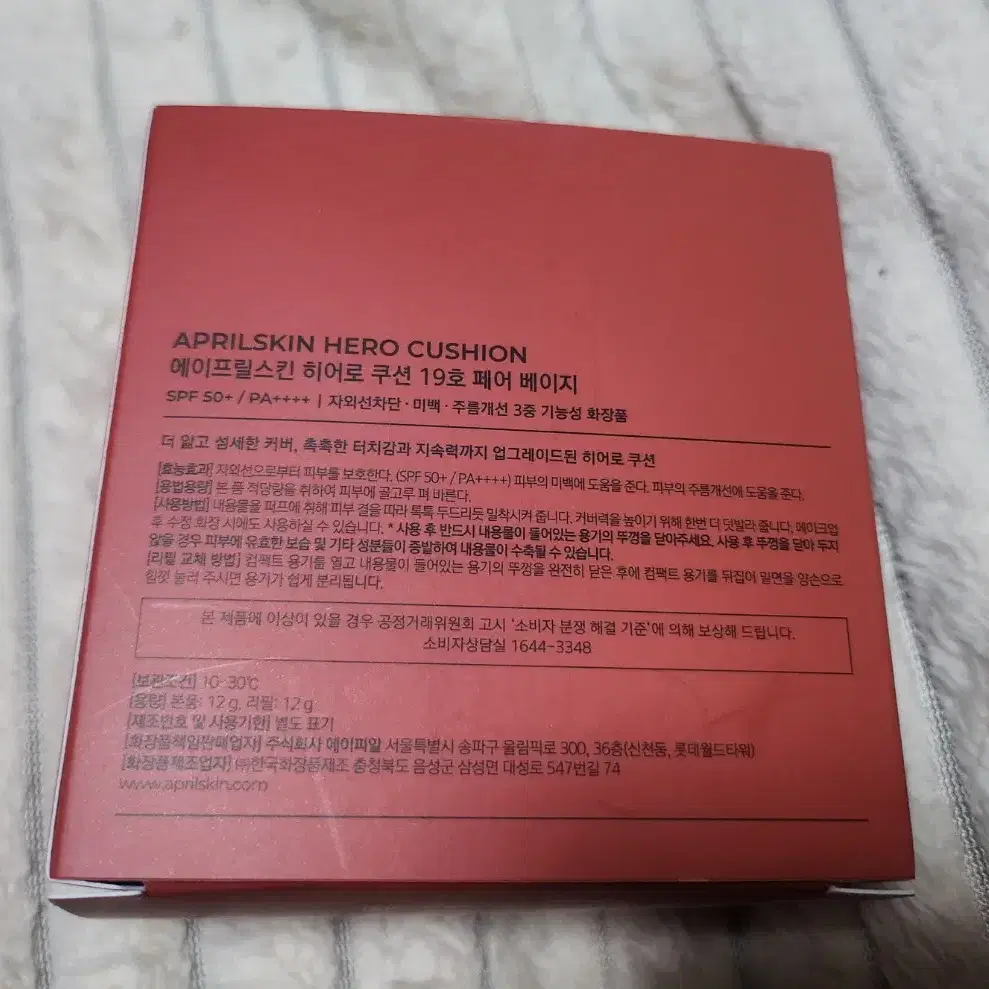 APRILSKIN HERO CUSHION
에이프릴스킨 히어로 쿠션 19호 페어 베이지
SPF 50+ / PA++++ | 자외선차단 · 미백 · 주름개선 3중 기능성 화장품
더 얇고 섬세한 커버, 촉촉한 터치감과 지속력까지 업그레이드된 히어로 쿠션
[효능효과] 자외선으로부터 피부를 보호한다. (SPF 50+ / PA++++) 피부의 미백에 도움을 준다. 피부의 주름개선에 도움을 준다.
[용법용량] 본 품 적당량을 취하여 피부에 골고루 펴 바른다.
[사용방법] 내용물을 퍼프에 취해 피부 결을 따라 톡톡 두드리듯 밀착시켜 줍니다. 커버력을 높이기 위해 한번 더 덧발라 줍니다. 메이크업
후 수정 화장 시에도 사용하실 수 있습니다. * 사용 후 반드시 내용물이 들어있는 용기의 뚜껑을 닫아주세요. 사용 후 뚜껑을 닫아 두지
않을 경우 피부에 유효한 보습 및 기타 성분들이 증발하여 내용물이 수축될 수 있습니다.
[리필 교체 방법] 컴팩트 용기를 열고 내용물이 들어있는 용기의 뚜껑을 완전히 닫은 후에 컴팩트 용기를 뒤집어 밑면을 양손으로
힘껏 눌러 주시면 용기가 쉽게 분리됩니다.
본 제품에 이상이 있을 경우 공정거래위원회 고시 '소비자 분쟁 해결 기준'에 의해 보상해 드립니다.
소비자상담실 1644-3348
[보관조건] 10-30℃
[용량] 본품: 12g, 리필: 12g
[제조번호 및 사용기한] 별도 표기
[화장품책임판매업자] 주식회사 에이피알 서울특별시 송파구 올림픽로 300, 36층(신천동, 롯데월드타워)
[화장품제조업자] ㈜한국화장품제조 충청북도 음성군 삼성면 대성로 547번길 74
www.aprilskin.com